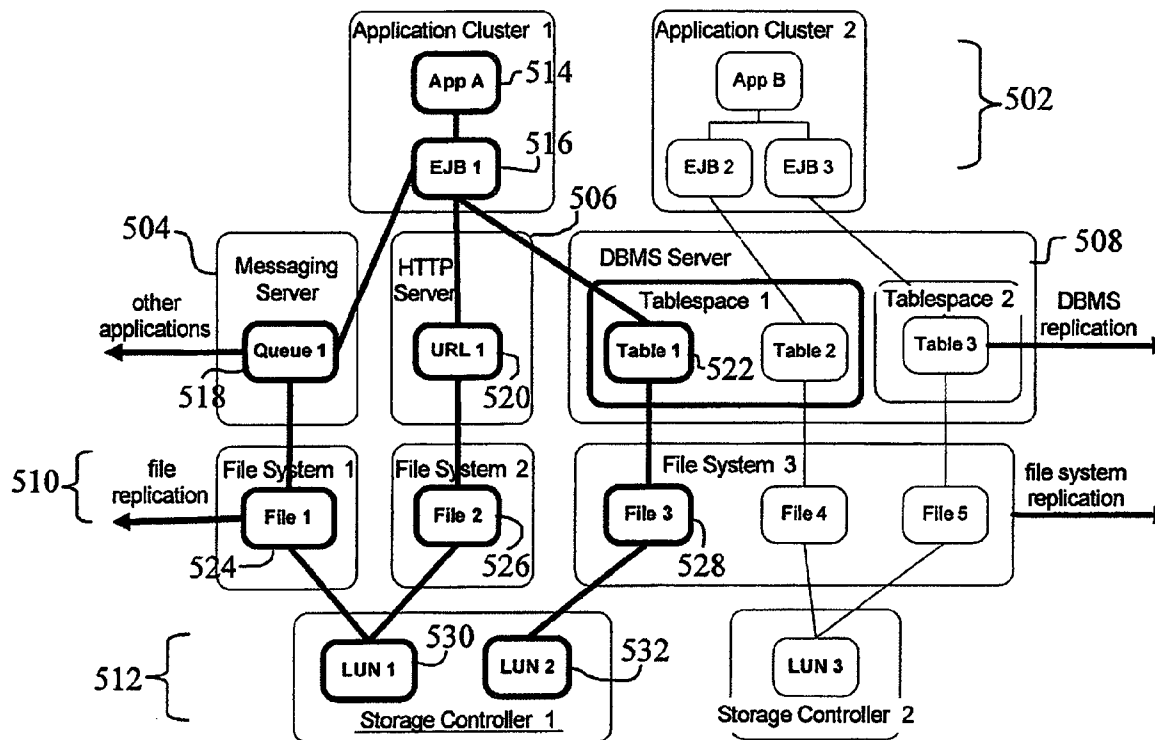 Application Cluster 1
Application Cluster 2
App A
514
App B
502
EJB 1
516
EJB 2
EJB 3
504
506
508
Messaging
Server
HTTP
Server
DBMS Server
other
applications
Tablespace 1
Tablespace 2
DBMS
replication
Queue 1
518
URL 1
520
Table 1
522
Table 2
Table 3
510
file
replication
File System 1
File System 2
File System 3
file system
replication
File 1
524
File 2
526
File 3
528
File 4
File 5
512
LUN 1
530
LUN 2
532
LUN 3
Storage Controller 1
Storage Controller 2